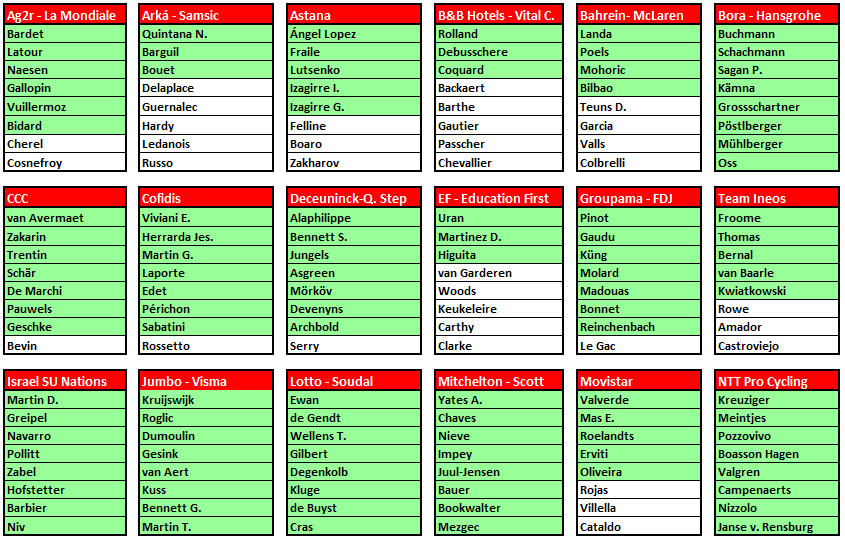 Ag2r - La Mondiale Arká - Samsic Astana B&B Hotels - Vital C. Bahrein- McLaren Bora - Hansgrohe
Bardet Quintana N. Ángel Lopez Rolland Landa Buchmann
Latour Barguil Fraile Debusschere Poels Schachmann
Naesen Bouet Lutsenko Coquard Mohoric Sagan P.
Gallopin Delaplace Izagirre I. Backaert Bilbao Kämna
Vuillermoz Guernalec Izagirre G. Barthe Teuns D. Grossschartner
Bidard Hardy Felline Gautier Garcia Pöstlberger
Cherel Ledanois Boaro Passcher Valls Mühlberger
Cosnefroy Russo Zakharov Chevallier Colbrelli Oss
CCC Cofidis Deceuninck-Q. Step EF - Education First Groupama - FDJ Team Ineos
van Avermaet Viviani E. Alaphilippe Uran Pinot Froome
Zakarin Herrarda Jes. Bennett S. Martinez D. Gaudu Thomas
Trentin Martin G. Jungels Higuita Küng Bernal
Schär Laporte Asgreen van Garderen Molard van Baarle
De Marchi Edet Mörköv Woods Madouas Kwiatkowski
Pauwels Périchon Devenyns Keukeleire Bonnet Rowe
Geschke Sabatini Archbold Carthy Reinchenbach Amador
Bevin Rossetto Serry Clarke Le Gac Castroviejo
Israel SU Nations Jumbo - Visma Lotto - Soudal Mitchelton - Scott Movistar NTT Pro Cycling
Martin D. Kruijswijk Ewan Yates A. Valverde Kreuziger
Greipel Roglic de Gendt Chaves Mas E. Meintjes
Navarro Dumoulin Wellens T. Nieve Roelandts Pozzovivo
Pollitt Gesink Gilbert Impey Erviti Boasson Hagen
Zabel van Aert Degenkolb Juul-Jensen Oliveira Valgren
Hofstetter Kuss Kluge Bauer Rojas Campenaerts
Barbier Bennett G. de Buyst Bookwalter Villella Nizzolo
Niv Martin T. Cras Mezgec Cataldo Janse v. Rensburg